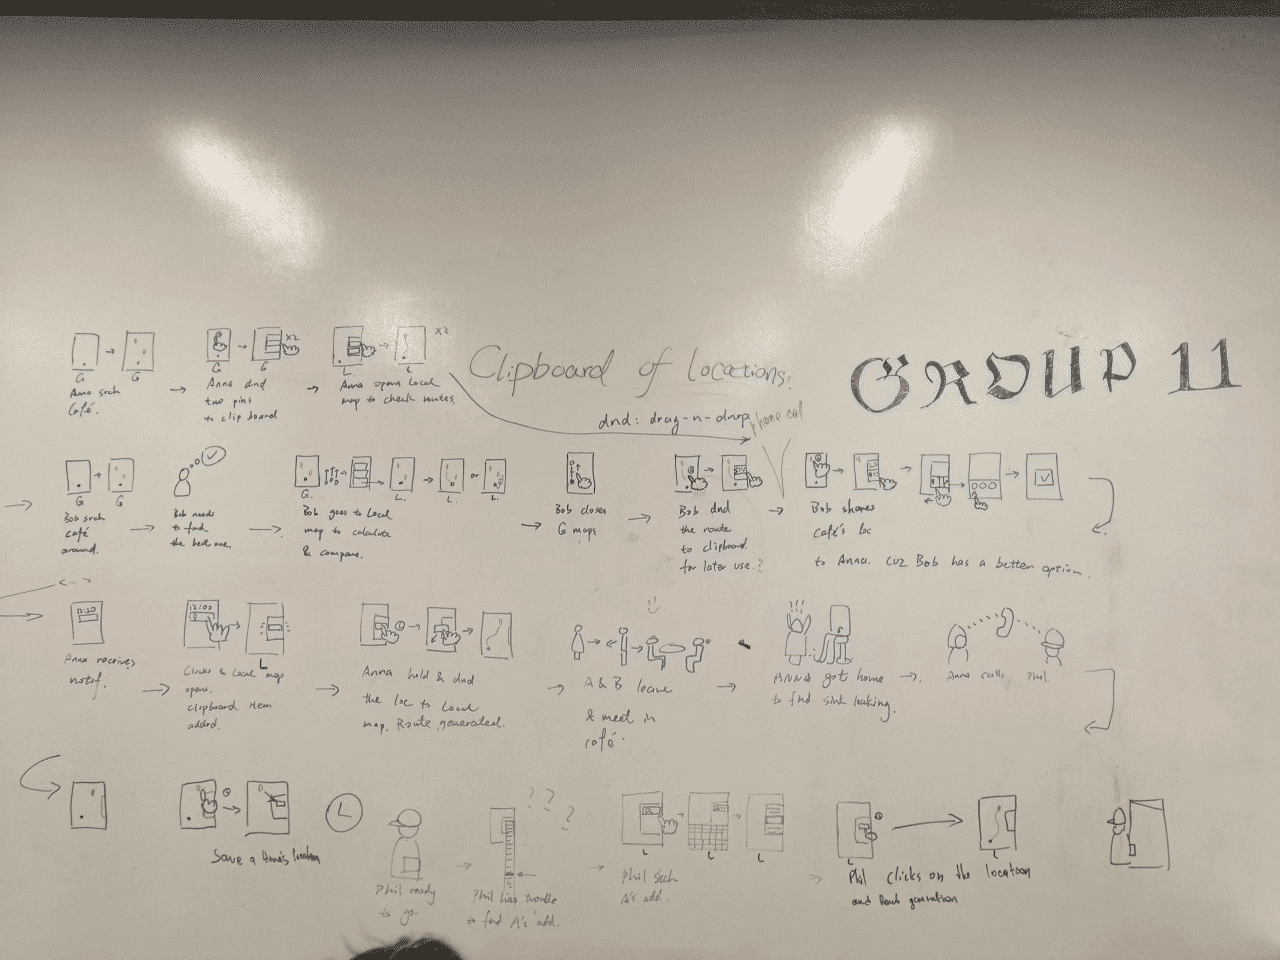 Clipboard of locations.
GROUP 11
dnd: drag-n-drop
phone call
G
G
Anna srch
Café.
G
G
X2
Anna dnd
two pins
to clip board
L
L
X2
Anna opens Local
map to check routes.
G
G
Bob srch
café
around.
Bob needs
to find
the best one.
G.
L.
L.
or
L.
Bob goes to Local
map to calculate
& compare.
Bob closes
G maps.
Bob dnd
the route
to clipboard
for later use.?
Bob shares
café's loc
to Anna. cuz Bob has a better option.
12:30
Anna receives
notif.
12:00
L
Clicks & Local map
opens.
clipboard item
added.
Anna hold & dnd
the loc to Local
map. Route generated.
A & B leave
& meet in
café.
ANNA got home
to find sink leaking.
Anna calls Phil
Save a Anna's location
L
Phil ready
to go.
? ? ?
Phil has trouble
to find A's add.
L
L
L
Phil srch
A's add.
L
L
Phil clicks on the location
and Rout genration